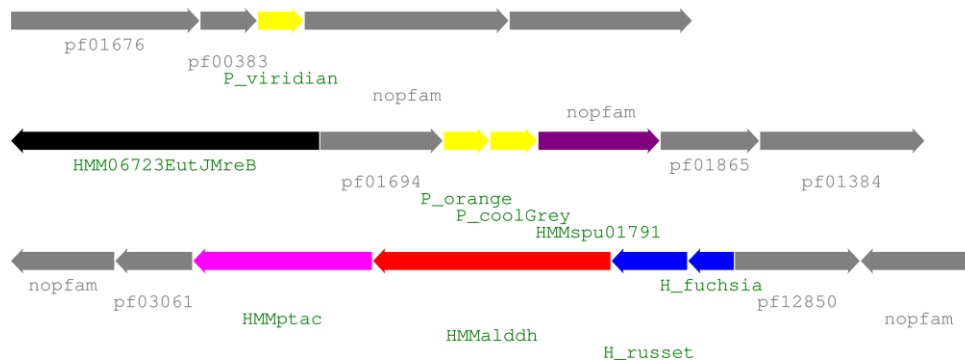 pf01676
pf00383
P_viridian
nopfam nopfam
HMM06723EutJMreB
pf01694
pf01865
pf01384
P_orange
P_coolGrey
HMMspu01791
nopfam
pf03061
HMMptac
HMMalddh
H_russet
H_fuchsia
pf12850
nopfam